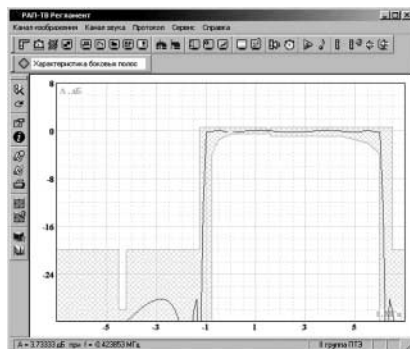 РАП-ТВ Регламент
Канал изображения Канал звука Протокол Сервис Справка
Характеристика боковых полос
8
А , дБ
0
-8
-16
-24
-5 -3 -1 1 3 5
A = 3,73333 дБ при f = -0,423853 МГц
II группа ПТЭ